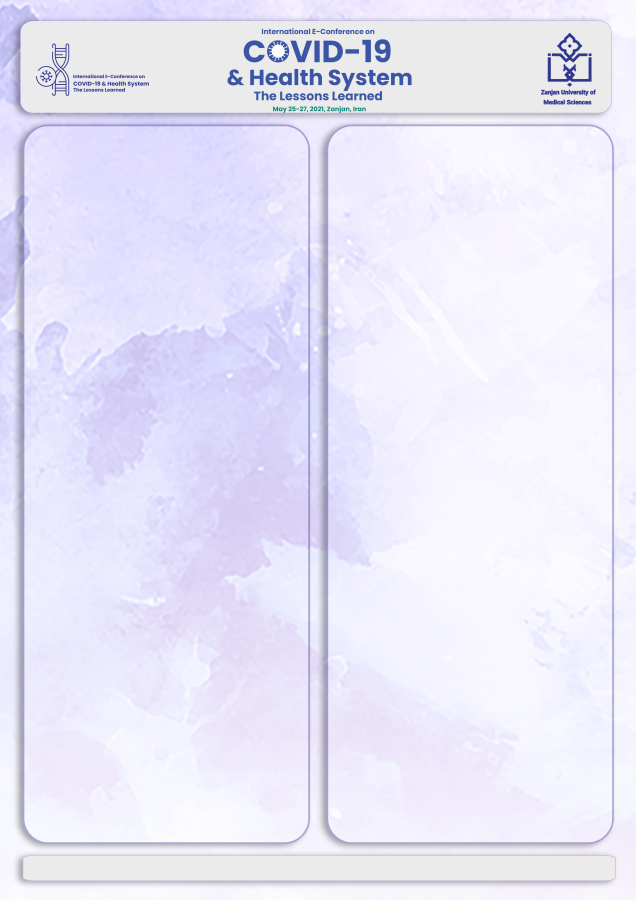 International E-Conference on
COVID-19 & Health System
The Lessons Learned
International E-Conference on
COVID-19
& Health System
The Lessons Learned
May 25-27, 2021, Zanjan, Iran
Zanjan University of
Medical Sciences